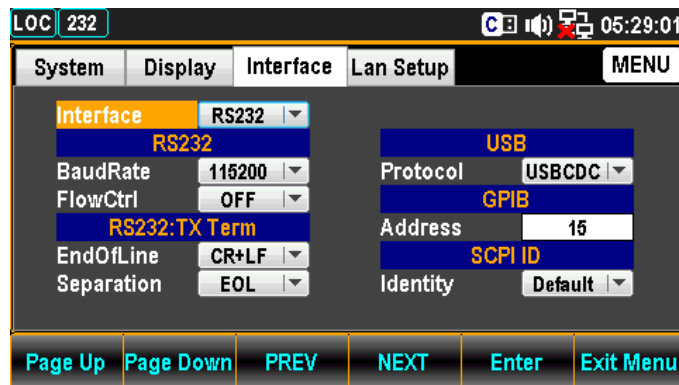 LOC 232 C 05:29:01
System Display Interface Lan Setup MENU
Interface RS232
RS232 USB
BaudRate 115200 Protocol USBCDC
FlowCtrl OFF GPIB
RS232:TX Term Address 15
EndOfLine CR+LF SCPI ID
Separation EOL Identity Default
Page Up Page Down PREV NEXT Enter Exit Menu